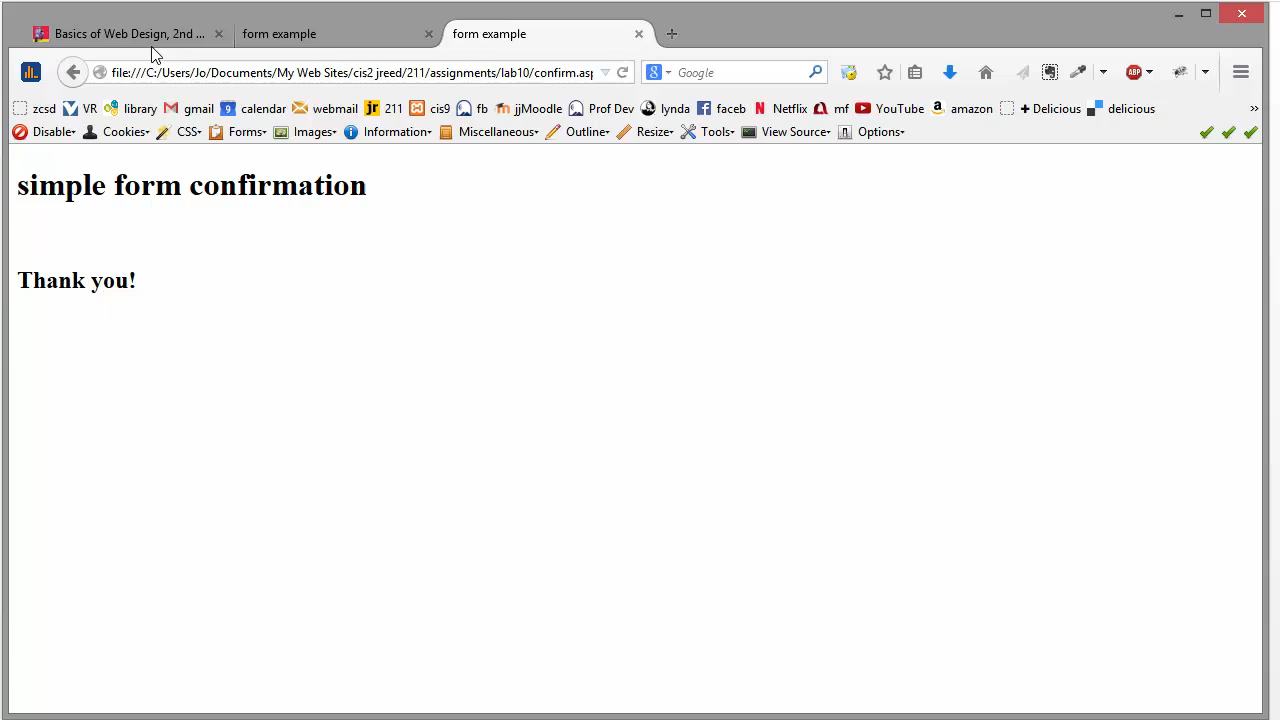 Basics of Web Design, 2nd ... form example form example
file:///C:/Users/Jo/Documents/My Web Sites/cis2 jreed/211/assignments/lab10/confirm.asp Google
zcsd VR library gmail calendar webmail jr 211 cis9 fb jjMoodle Prof Dev lynda faceb Netflix mf YouTube amazon + Delicious delicious
Disable Cookies CSS Forms Images Information Miscellaneous Outline Resize Tools View Source Options
simple form confirmation
Thank you!